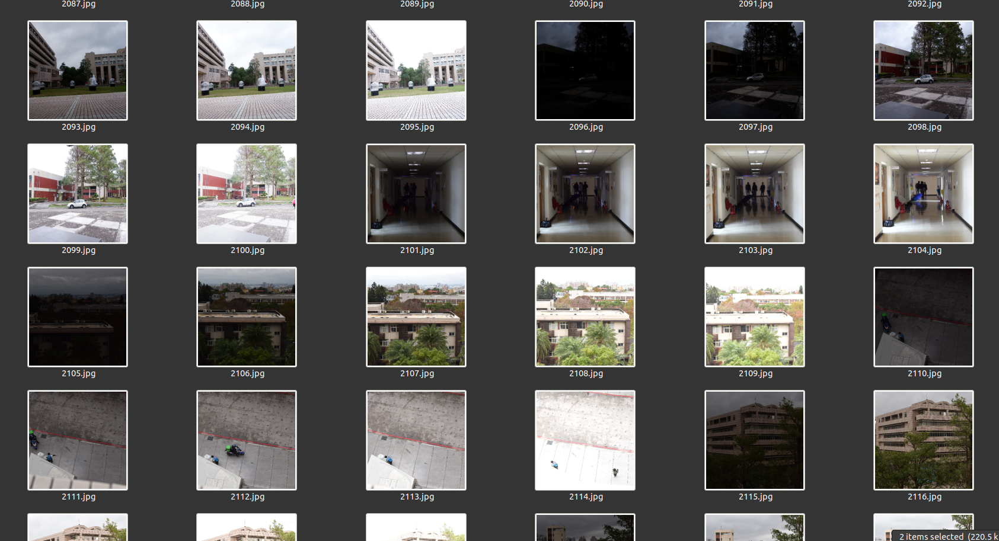 2087.jpg 2088.jpg 2089.jpg 2090.jpg 2091.jpg 2092.jpg
2093.jpg 2094.jpg 2095.jpg 2096.jpg 2097.jpg 2098.jpg
2099.jpg 2100.jpg 2101.jpg 2102.jpg 2103.jpg 2104.jpg
2105.jpg 2106.jpg 2107.jpg 2108.jpg 2109.jpg 2110.jpg
2111.jpg 2112.jpg 2113.jpg 2114.jpg 2115.jpg 2116.jpg
2 items selected (220.5 k